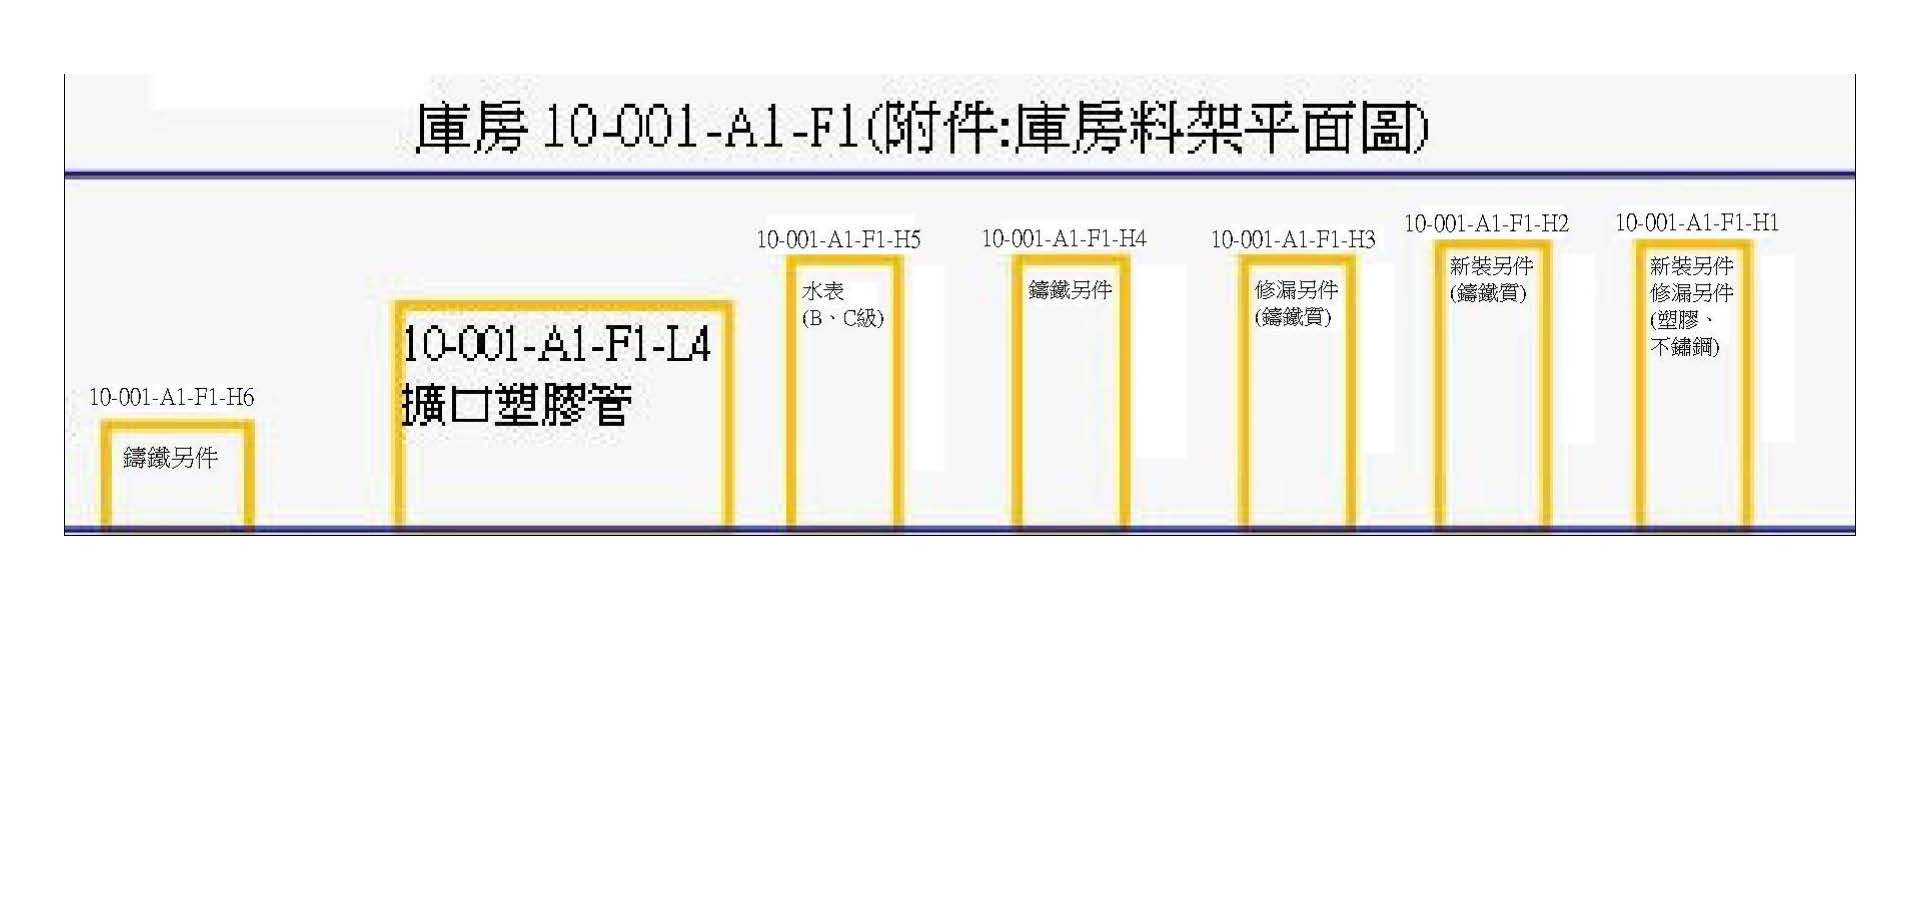 庫房 10-001-A1-F1(附件:庫房料架平面圖)
10-001-A1-F1-H6
鑄鐵另件
10-001-A1-F1-L4
擴口塑膠管
10-001-A1-F1-H5
水表
(B、C級)
10-001-A1-F1-H4
鑄鐵另件
10-001-A1-F1-H3
修漏另件
(鑄鐵質)
10-001-A1-F1-H2
新裝另件
(鑄鐵質)
10-001-A1-F1-H1
新裝另件
修漏另件
(塑膠、
不鏽鋼)